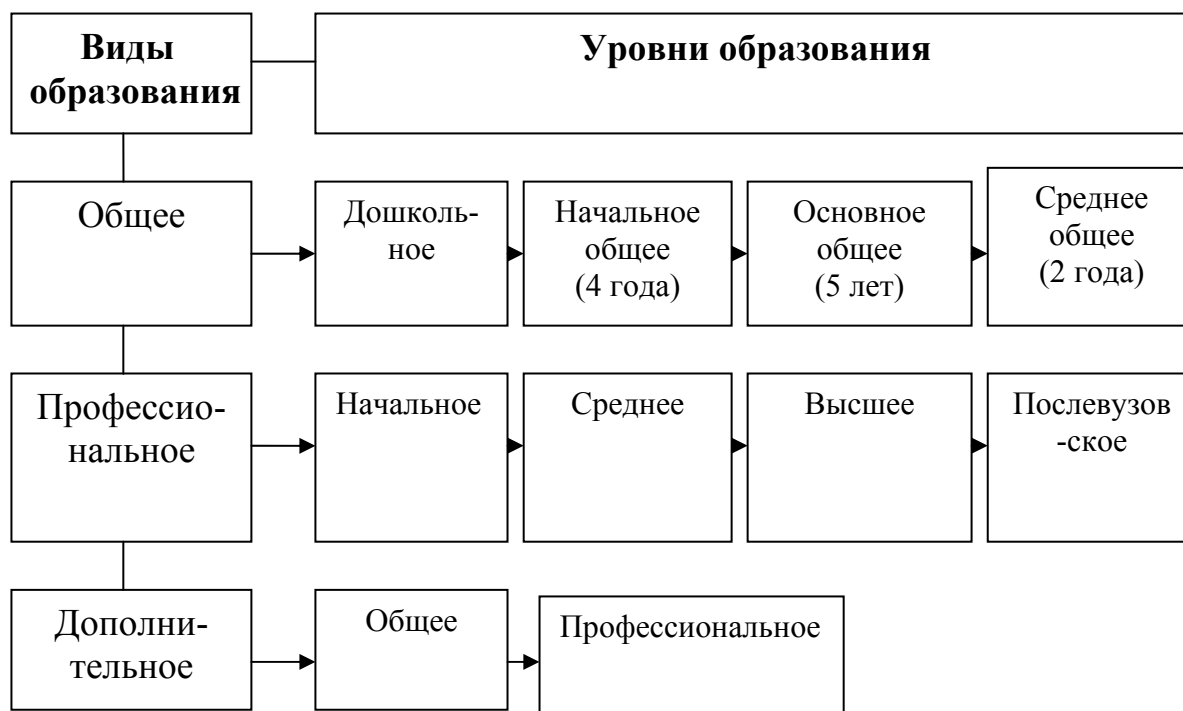 Виды
образования
Уровни образования
Общее
Дошколь-
ное
Начальное
общее
(4 года)
Основное
общее
(5 лет)
Среднее
общее
(2 года)
Профессио-
нальное
Начальное
Среднее
Высшее
Послевузов
-ское
Дополни-
тельное
Общее
Профессиональное